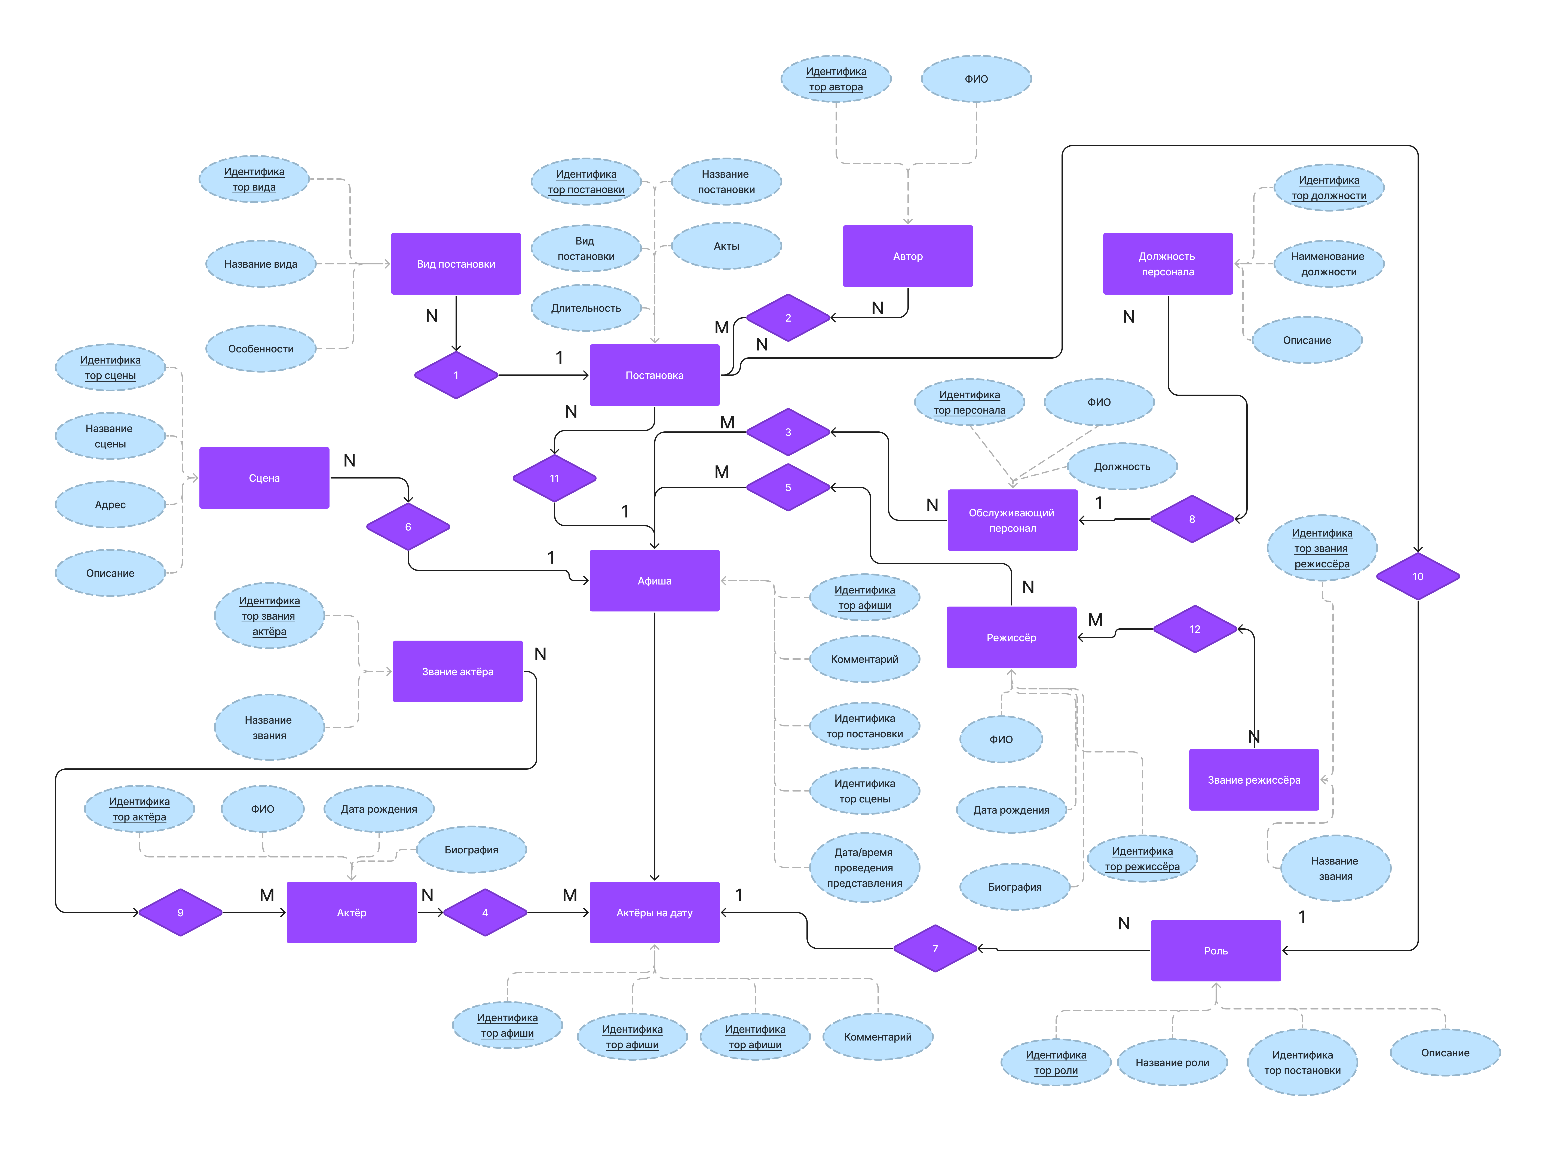 Идентифика
тор автора
ФИО
Идентифика
тор вида
Идентифика
тор постановки
Название
постановки
Идентифика
тор должности
Название вида
Вид постановки
Вид
постановки
Акты
Автор
Должность
персонала
Наименование
должности
N
Длительность
M
2
N
N
N
Особенности
Описание
Идентифика
тор сцены
1
1
Постановка
Идентифика
тор персонала
ФИО
Название
сцены
N
M
3
Должность
Сцена
N
11
M
5
Адрес
6
1
N
Обслуживающий
персонал
1
8
Идентифика
тор звания
режиссёра
Описание
1
Афиша
10
Идентифика
тор афиши
N
Идентифика
тор звания
актёра
M
12
Режиссёр
N
Звание актёра
Комментарий
Название
звания
Идентифика
тор постановки
ФИО
N
Звание режиссёра
Идентифика
тор актёра
ФИО
Дата рождения
Идентифика
тор сцены
Дата рождения
Биография
Дата/время
проведения
представления
Идентифика
тор режиссёра
Название
звания
Биография
9
M
Актёр
N
4
M
Актёры на дату
1
7
N
Роль
1
Идентифика
тор афиши
Идентифика
тор афиши
Идентифика
тор афиши
Комментарий
Идентифика
тор роли
Название роли
Идентифика
тор постановки
Описание